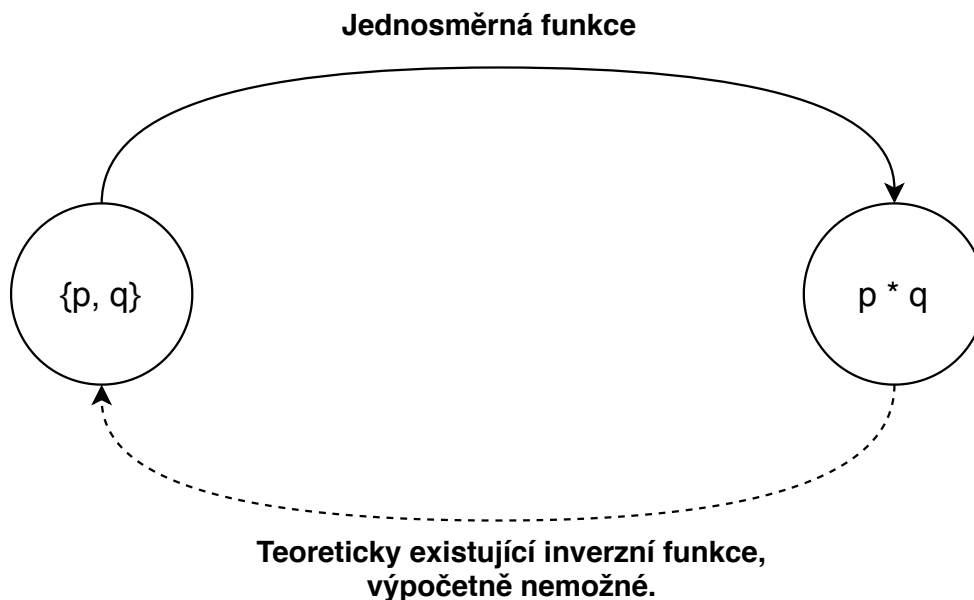 Jednosměrná funkce
{p, q}
p * q
Teoreticky existující inverzní funkce,
výpočetně nemožné.